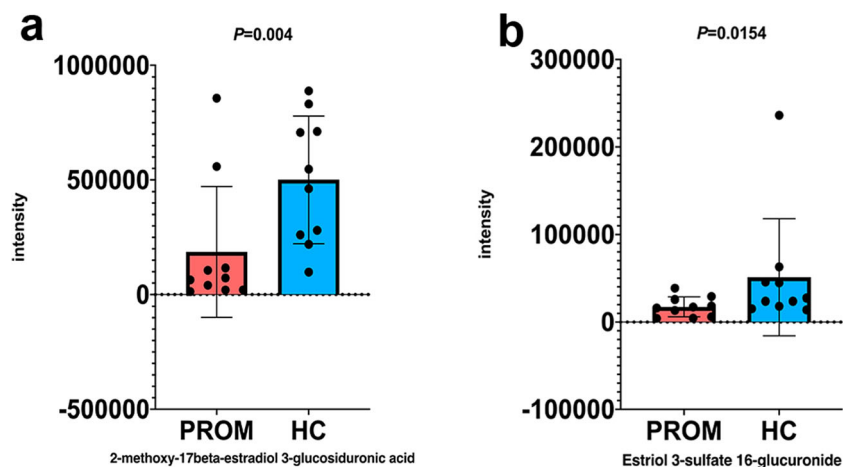 a
P=0.004
1000000
500000
0
-500000
intensity
PROM HC
2-methoxy-17beta-estradiol 3-glucosiduronic acid
b
P=0.0154
300000
200000
100000
0
-100000
intensity
PROM HC
Estriol 3-sulfate 16-glucuronide